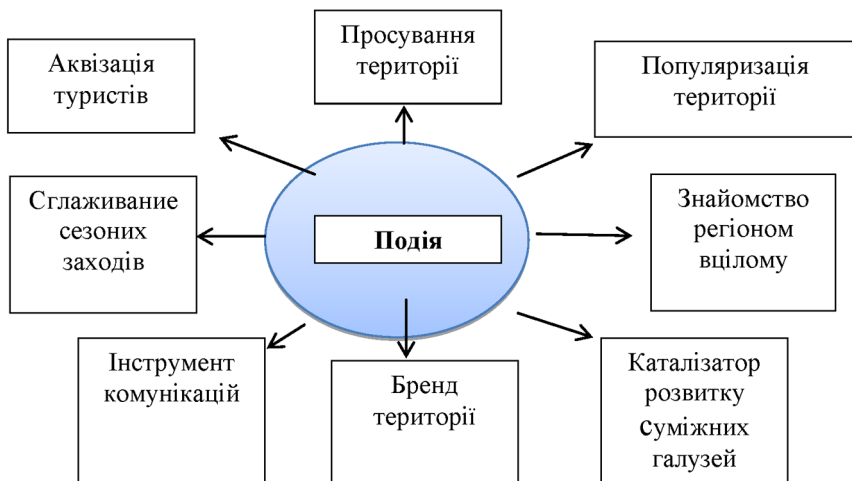 Просування
території
Аквізація
туристів
Популяризація
території
Сглаживание
сезоних
заходів
Подія
Знайомство
регіоном
вцілому
Інструмент
комунікацій
Бренд
території
Каталізатор
розвитку
суміжних
галузей